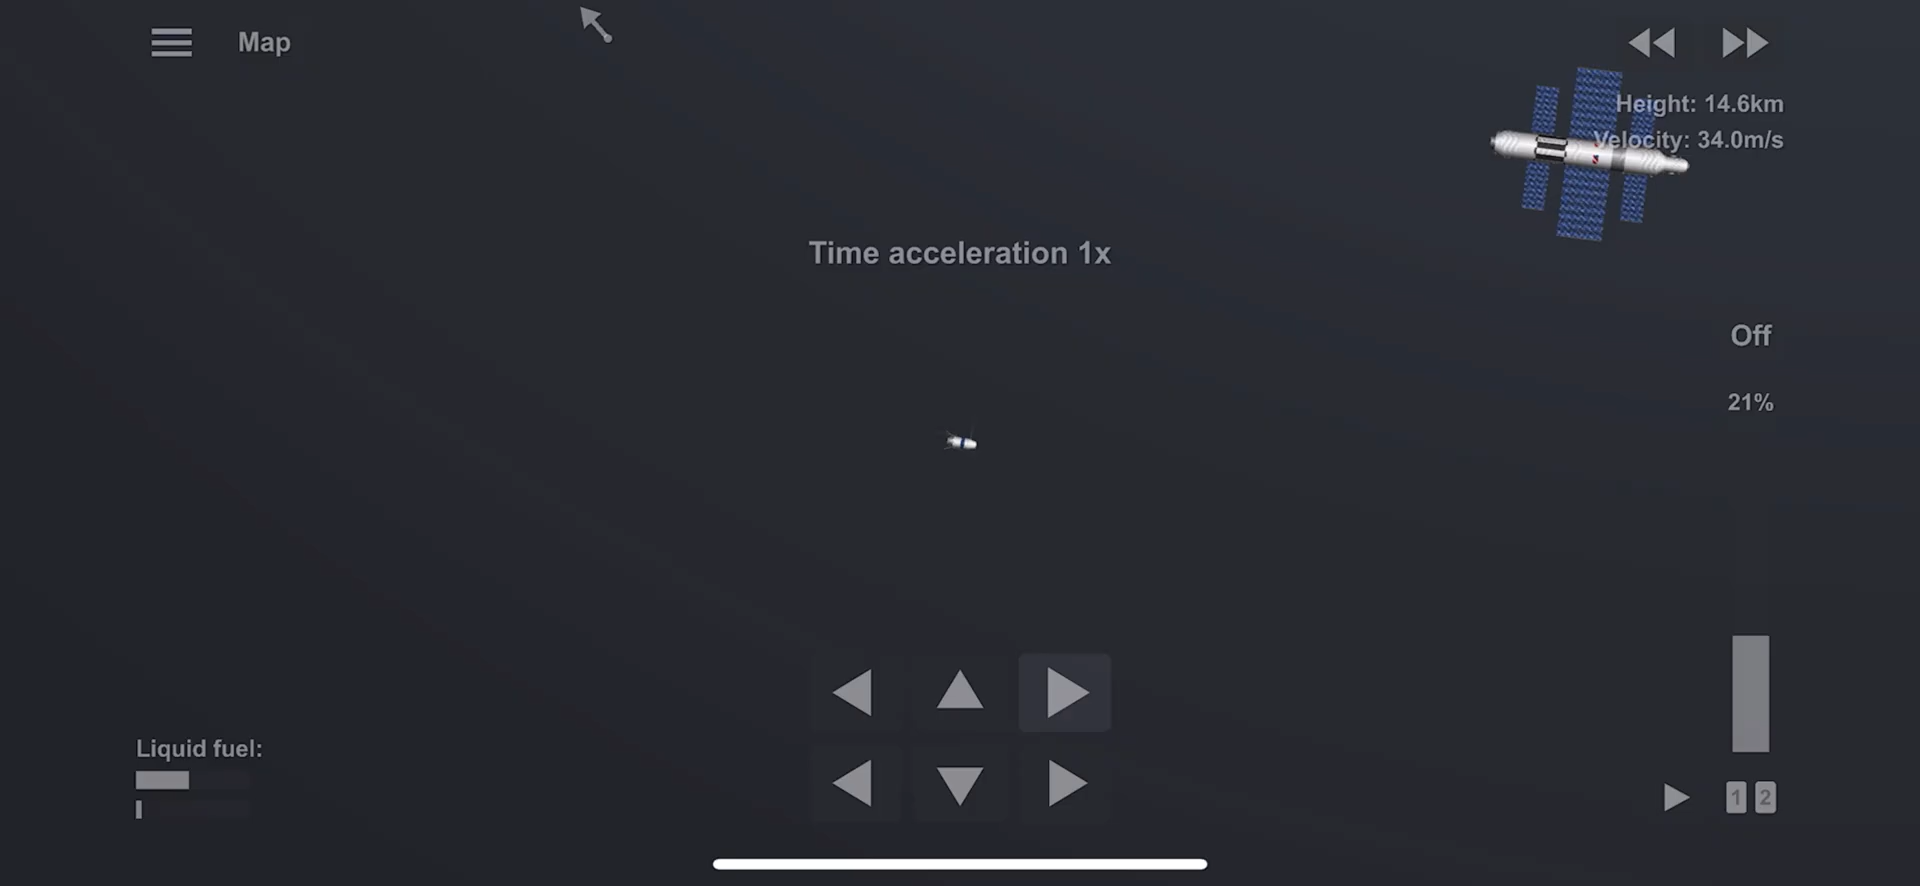 Map
Height: 14.6km
Velocity: 34.0m/s
Time acceleration 1x
Off
21%
Liquid fuel:
1 2